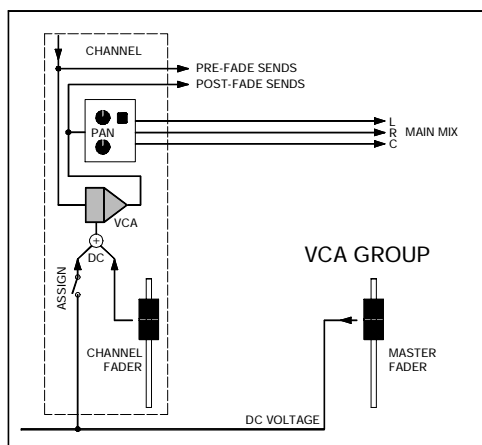 CHANNEL
PRE-FADE SENDS
POST-FADE SENDS
PAN
L
R MAIN MIX
C
VCA
+
DC
VCA GROUP
ASSIGN
CHANNEL
FADER
MASTER
FADER
DC VOLTAGE